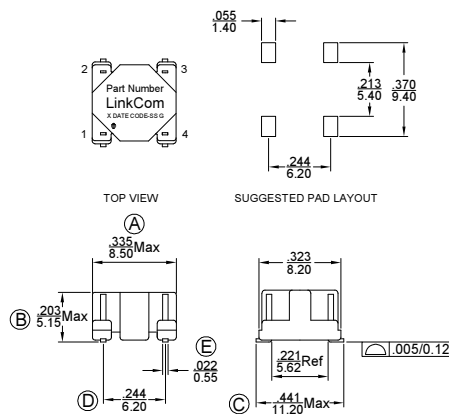 .055
1.40
2
3
Part Number
LinkCom
X DATE CODE-SS G
1
4
.213
5.40
.370
9.40
.244
6.20
TOP VIEW
SUGGESTED PAD LAYOUT
A
.335
8.50 Max
.323
8.20
B
.203
5.15 Max
E
.022
0.55
.221
5.62 Ref
.005/0.12
D
.244
6.20
C
.441
11.20 Max